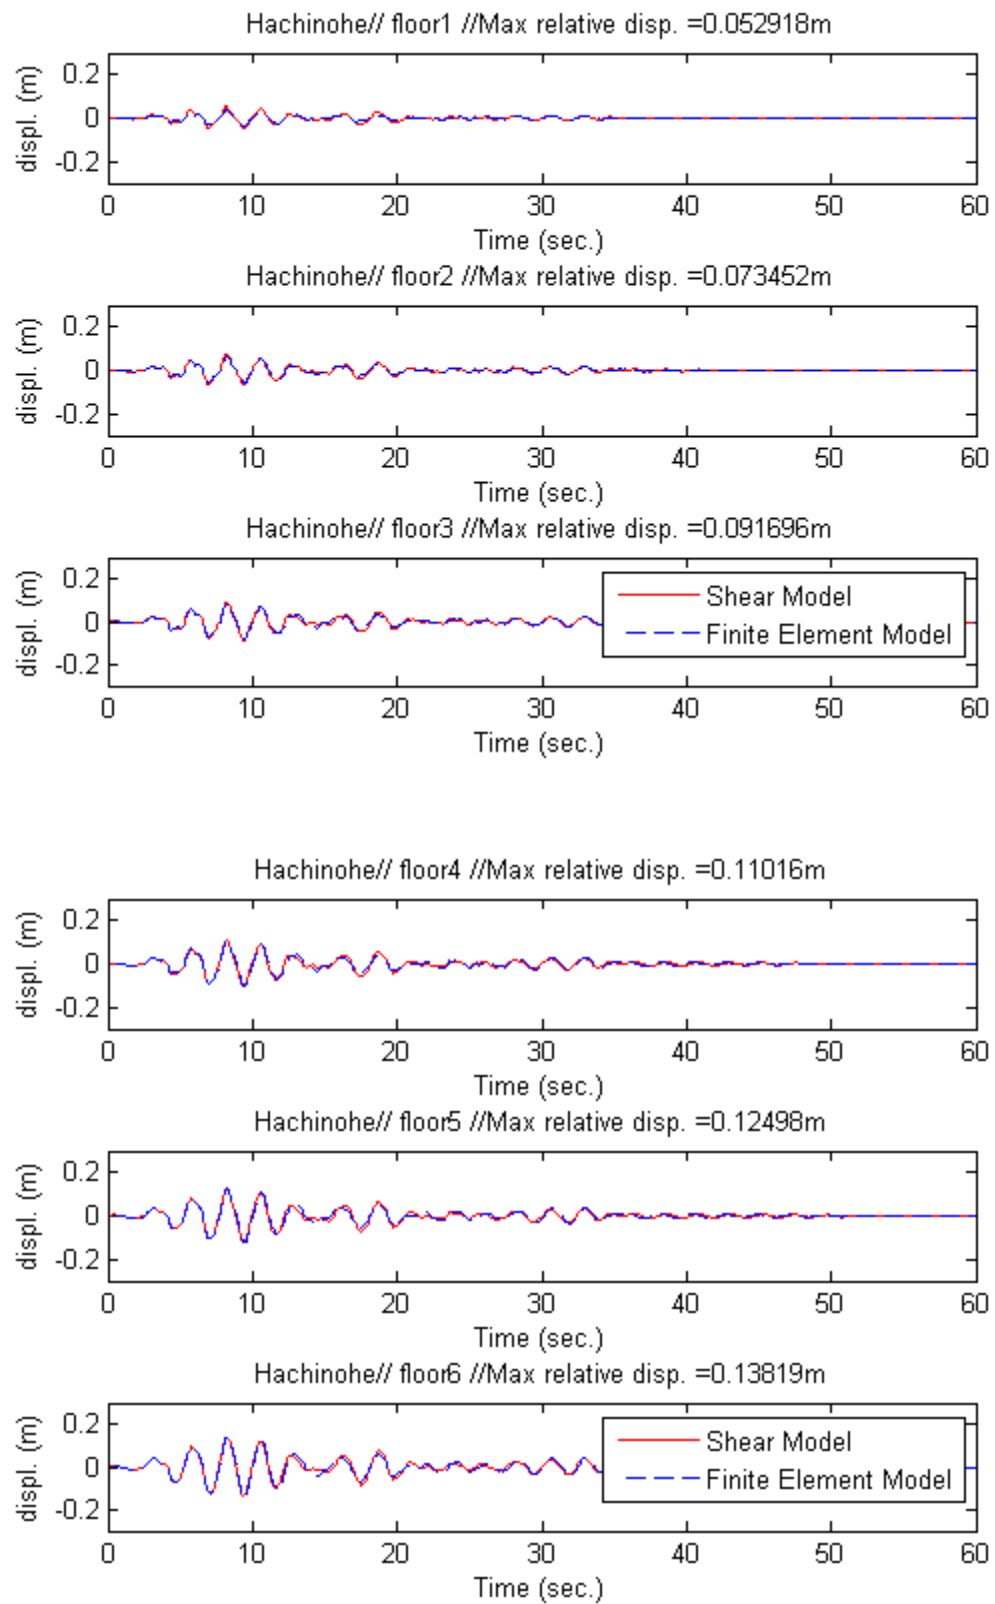 Hachinohe// floor1 //Max relative disp. =0.052918m
displ. (m)
0.2
0
-0.2
0 10 20 30 40 50 60
Time (sec.)
Hachinohe// floor2 //Max relative disp. =0.073452m
displ. (m)
0.2
0
-0.2
0 10 20 30 40 50 60
Time (sec.)
Hachinohe// floor3 //Max relative disp. =0.091696m
displ. (m)
0.2
0
-0.2
Shear Model
Finite Element Model
0 10 20 30 40 50 60
Time (sec.)
Hachinohe// floor4 //Max relative disp. =0.11016m
displ. (m)
0.2
0
-0.2
0 10 20 30 40 50 60
Time (sec.)
Hachinohe// floor5 //Max relative disp. =0.12498m
displ. (m)
0.2
0
-0.2
0 10 20 30 40 50 60
Time (sec.)
Hachinohe// floor6 //Max relative disp. =0.13819m
displ. (m)
0.2
0
-0.2
Shear Model
Finite Element Model
0 10 20 30 40 50 60
Time (sec.)